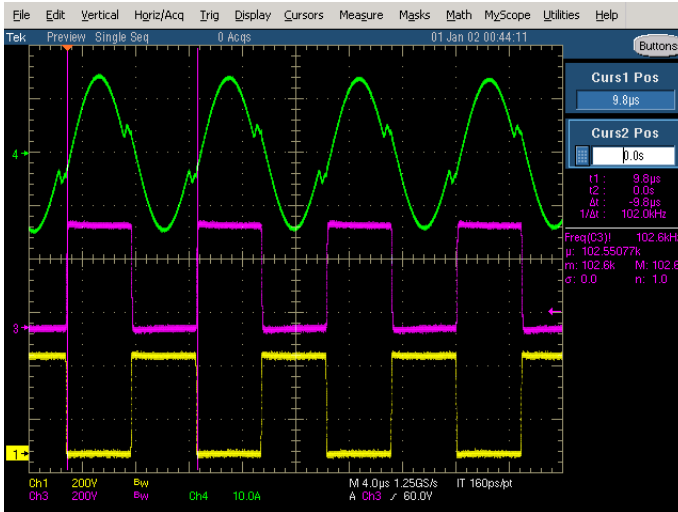 File Edit Vertical Horiz/Acq Trig Display Cursors Measure Masks Math MyScope Utilities Help
Tek Preview Single Seq 0 Acqs 01 Jan 02 00:44:11 Buttons
Curs1 Pos
9.8µs
Curs2 Pos
0.0s
t1 : 9.8µs
t2 : 0.0s
Δt : -9.8µs
1/Δt : 102.0kHz
Freq(C3)! 102.6kH
µ: 102.55077k
m: 102.6k M: 102.6
σ: 0.0 n: 1.0
4
3
1
Ch1 200V Bw M 4.0µs 1.25GS/s IT 160ps/pt
Ch3 200V Bw Ch4 10.0A A Ch3 / 60.0V